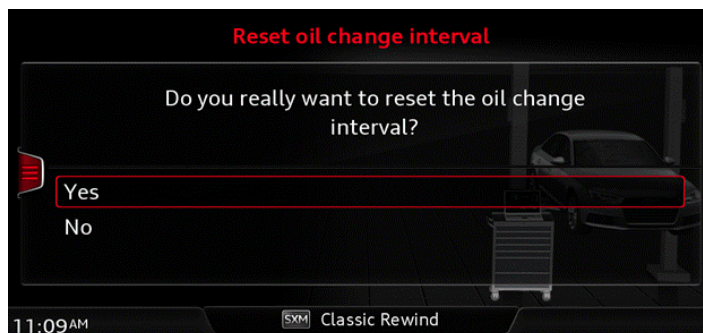 Reset oil change interval
Do you really want to reset the oil change
interval?
Yes
No
11:09AM
SXM Classic Rewind